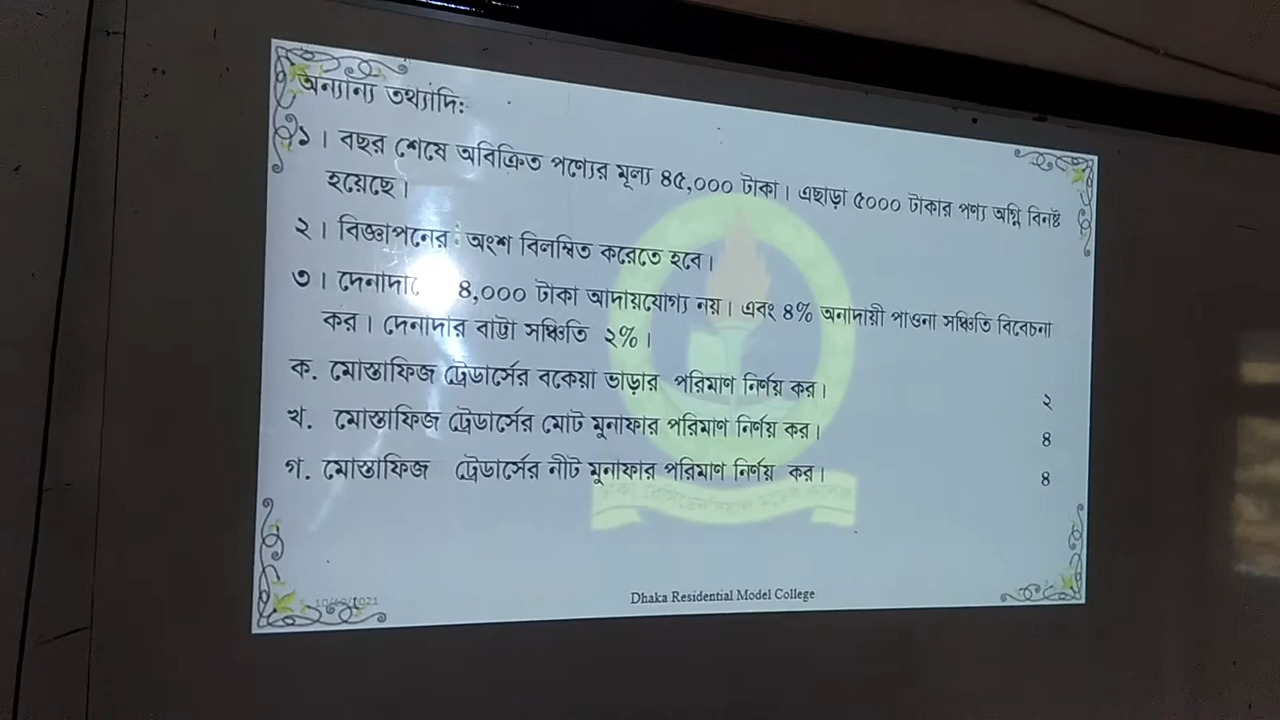 অন্যান্য তথ্যাদি:
১। বছর শেষে অবিক্রিত পণ্যের মূল্য ৪৫,০০০ টাকা। এছাড়া ৫০০০ টাকার পণ্য অগ্নি বিনষ্ট
হয়েছে।
২। বিজ্ঞাপনের অংশ বিলম্বিত করেতে হবে।
৩। ৪,০০০ টাকা আদায়যোগ্য নয়। এবং ৪% অনাদায়ী পাওনা সঞ্চিতি বিবেচনা
কর। দেনাদার বাট্টা সঞ্চিতি ২%।
ক. মোস্তাফিজ ট্রেডার্সের বকেয়া ভাড়ার পরিমাণ নির্ণয় কর। ২
খ. মোস্তাফিজ ট্রেডার্সের মোট মুনাফার পরিমাণ নির্ণয় কর। ৪
গ. মোস্তাফিজ ট্রেডার্সের নীট মুনাফার পরিমাণ নির্ণয় কর। ৪
Dhaka Residential Model College